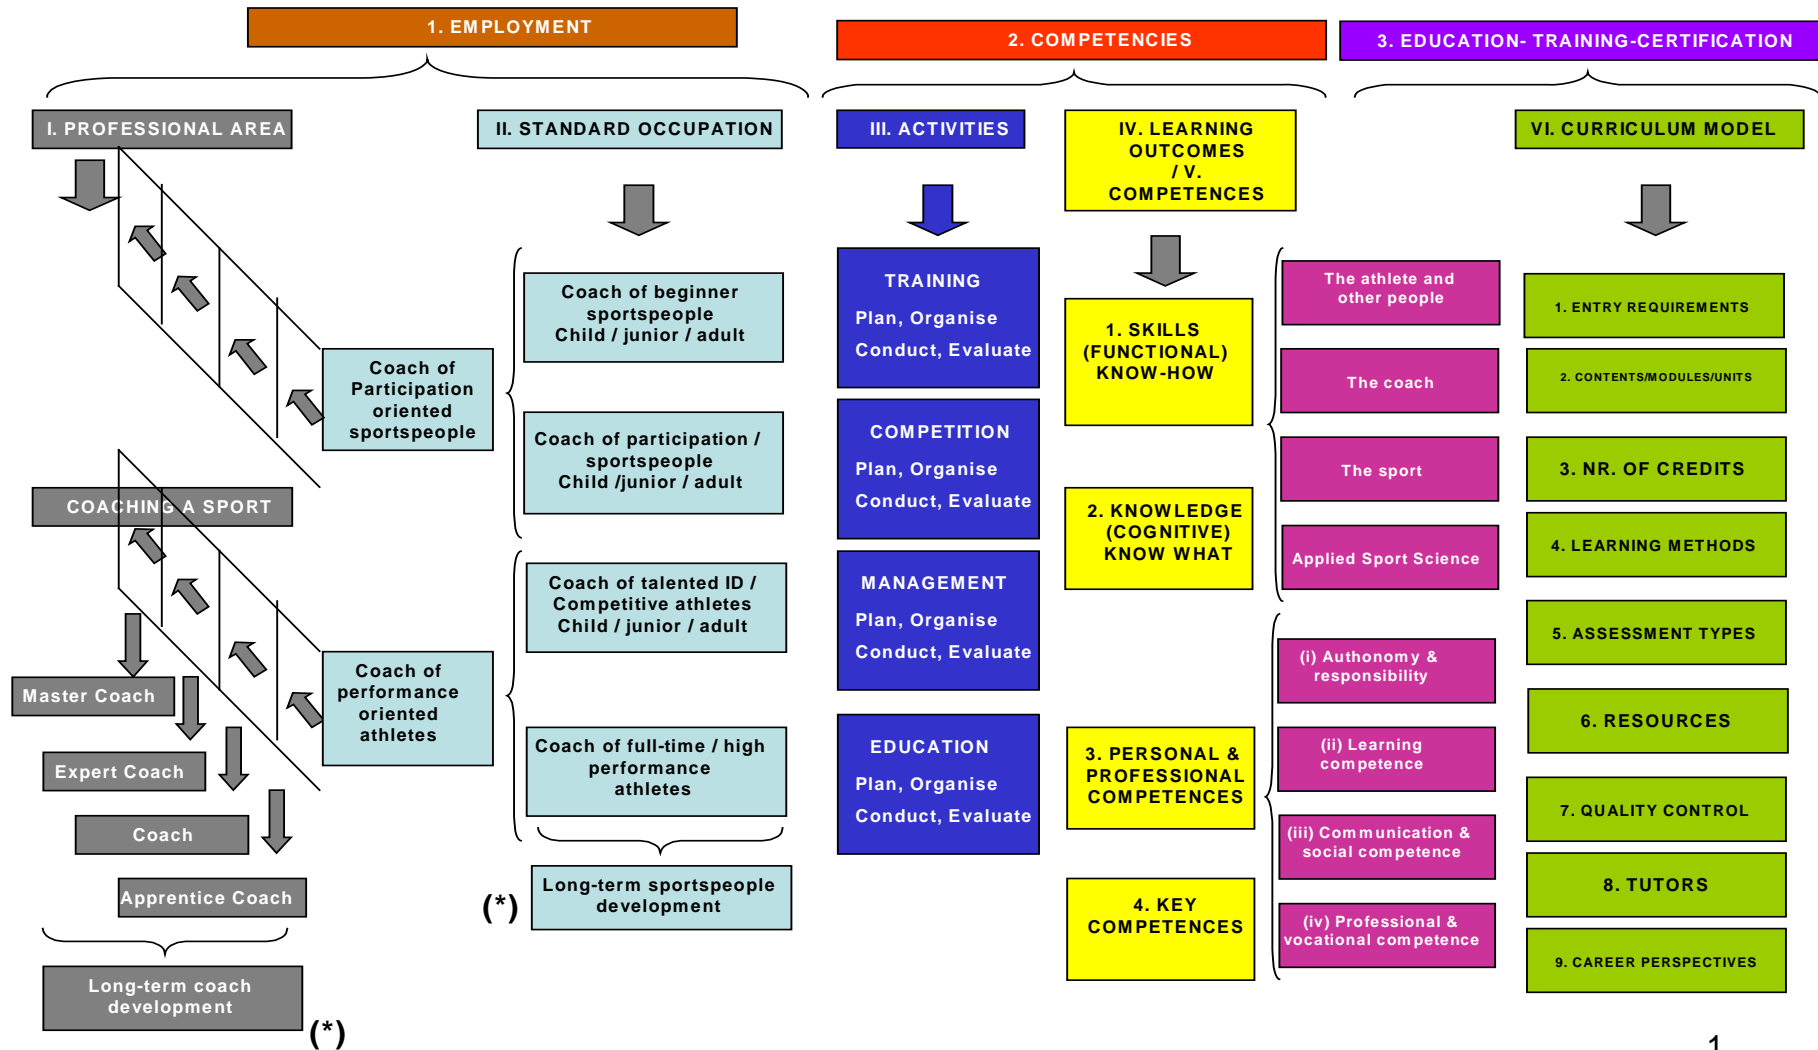 1. EMPLOYMENT
2. COMPETENCIES
3. EDUCATION- TRAINING-CERTIFICATION
I. PROFESSIONAL AREA
II. STANDARD OCCUPATION
III. ACTIVITIES
IV. LEARNING
OUTCOMES
/ V.
COMPETENCES
VI. CURRICULUM MODEL
COACHING A SPORT
Master Coach
Expert Coach
Coach
Apprentice Coach
Long-term coach
development
(*)
Coach of
Participation
oriented
sportspeople
Coach of
performance
oriented
athletes
Coach of beginner
sportspeople
Child / junior / adult
Coach of participation /
sportspeople
Child /junior / adult
Coach of talented ID /
Competitive athletes
Child / junior / adult
Coach of full-time / high
performance
athletes
(*)
Long-term sportspeople
development
TRAINING
Plan, Organise
Conduct, Evaluate
COMPETITION
Plan, Organise
Conduct, Evaluate
MANAGEMENT
Plan, Organise
Conduct, Evaluate
EDUCATION
Plan, Organise
Conduct, Evaluate
1. SKILLS
(FUNCTIONAL)
KNOW-HOW
2. KNOWLEDGE
(COGNITIVE)
KNOW WHAT
3. PERSONAL &
PROFESSIONAL
COMPETENCES
4. KEY
COMPETENCES
The athlete and
other people
The coach
The sport
Applied Sport Science
(i) Authonomy &
responsibility
(ii) Learning
competence
(iii) Communication &
social competence
(iv) Professional &
vocational competence
1. ENTRY REQUIREMENTS
2. CONTENTS/MODULES/UNITS
3. NR. OF CREDITS
4. LEARNING METHODS
5. ASSESSMENT TYPES
6. RESOURCES
7. QUALITY CONTROL
8. TUTORS
9. CAREER PERSPECTIVES
1